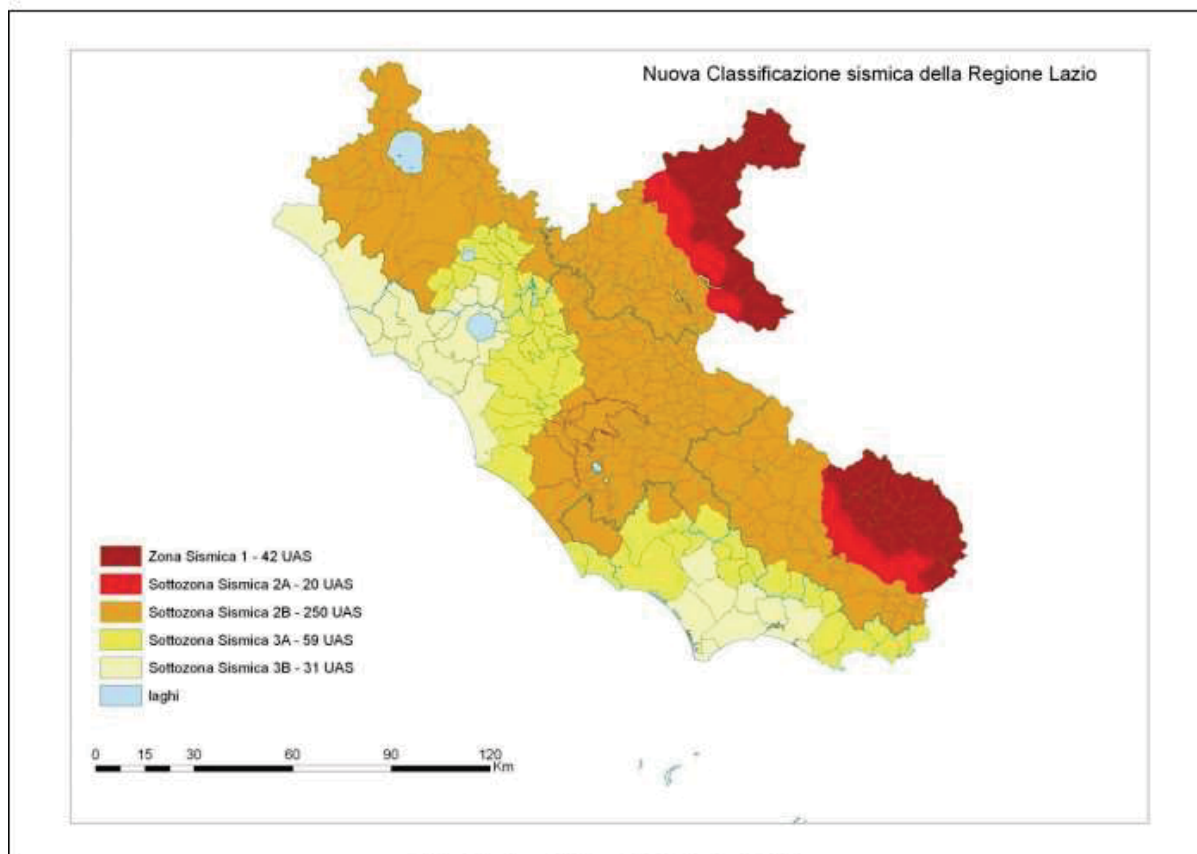 Nuova Classificazione sismica della Regione Lazio
Zona Sismica 1 - 42 UAS
Sottozona Sismica 2A - 20 UAS
Sottozona Sismica 2B - 250 UAS
Sottozona Sismica 3A - 59 UAS
Sottozona Sismica 3B - 31 UAS
laghi
0 15 30 60 90 120
Km